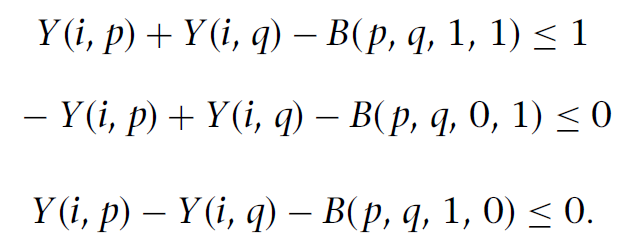 Y(i, p) + Y(i, q) − B(p, q, 1, 1) ≤ 1
− Y(i, p) + Y(i, q) − B(p, q, 0, 1) ≤ 0
Y(i, p) − Y(i, q) − B(p, q, 1, 0) ≤ 0.